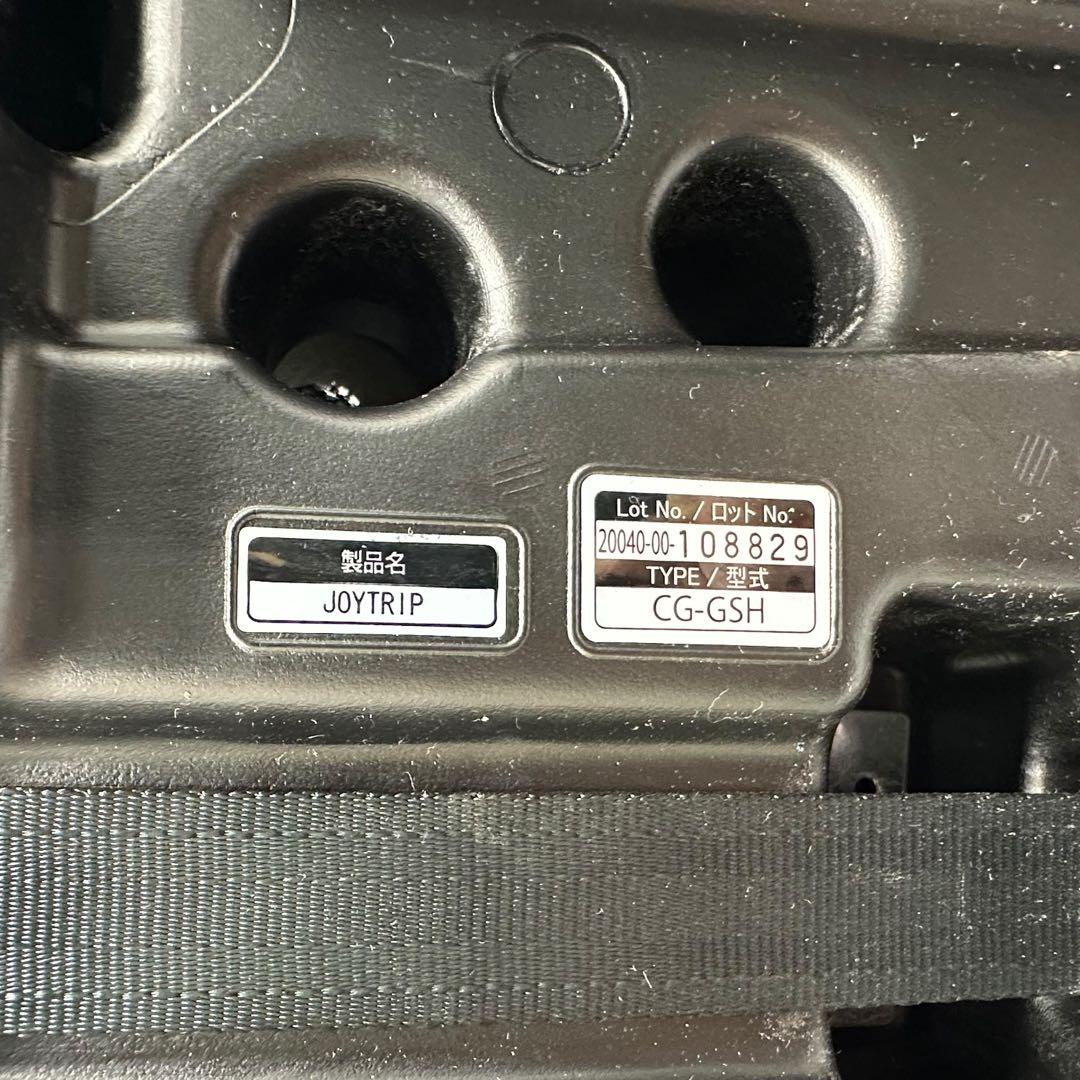 製品名
JOYTRIP
Lot No. / ロット No.
20040-00-108829
TYPE / 型式
CG-GSH